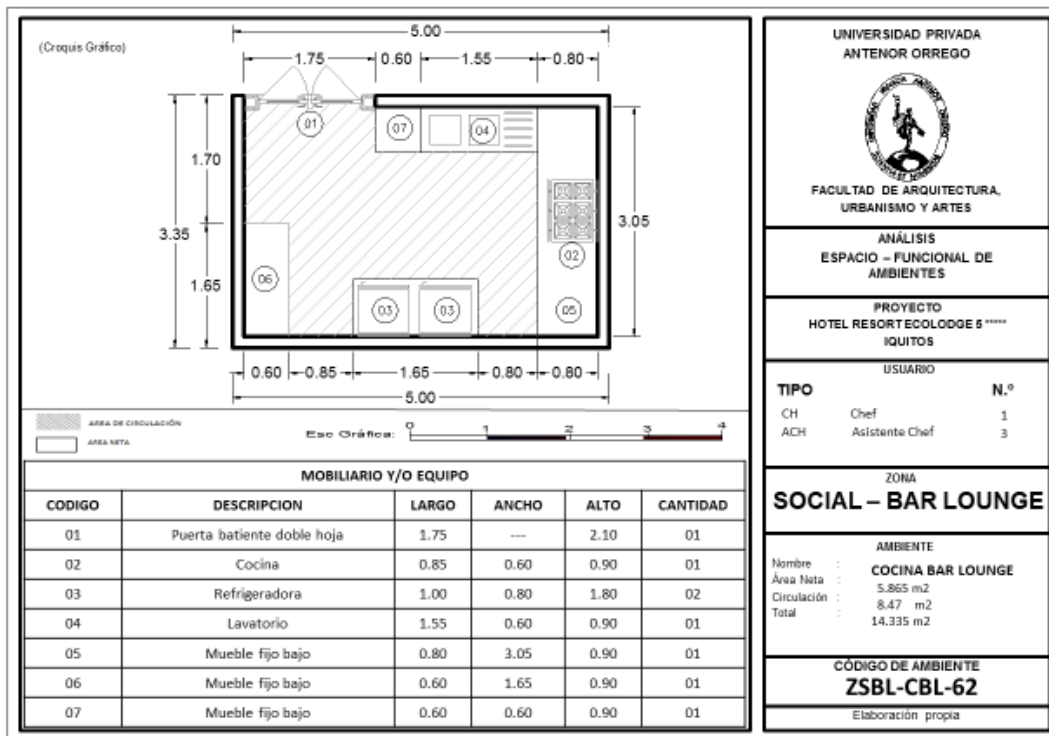 (Croquis Gráfico)
5.00
1.75 0.60 1.55 0.80
01
07
04
1.70
3.35
3.05
1.65
02
06
03
03
05
0.60 0.85 1.65 0.80 0.80
5.00
AREA DE CIRCULACIÓN
AREA NETA
Esc Gráfica: 0 1 2 3 4
MOBILIARIO Y/O EQUIPO
CODIGO DESCRIPCION LARGO ANCHO ALTO CANTIDAD
01 Puerta batiente doble hoja 1.75 --- 2.10 01
02 Cocina 0.85 0.60 0.90 01
03 Refrigeradora 1.00 0.80 1.80 02
04 Lavatorio 1.55 0.60 0.90 01
05 Mueble fijo bajo 0.80 3.05 0.90 01
06 Mueble fijo bajo 0.60 1.65 0.90 01
07 Mueble fijo bajo 0.60 0.60 0.90 01
UNIVERSIDAD PRIVADA
ANTENOR ORREGO
FACULTAD DE ARQUITECTURA,
URBANISMO Y ARTES
ANÁLISIS
ESPACIO – FUNCIONAL DE
AMBIENTES
PROYECTO
HOTEL RESORT ECOLODGE 5 *****
IQUITOS
USUARIO
TIPO N.º
CH Chef 1
ACH Asistente Chef 3
ZONA
SOCIAL – BAR LOUNGE
AMBIENTE
Nombre : COCINA BAR LOUNGE
Área Neta : 5.865 m2
Circulación : 8.47 m2
Total : 14.335 m2
CÓDIGO DE AMBIENTE
ZSBL-CBL-62
Elaboración propia